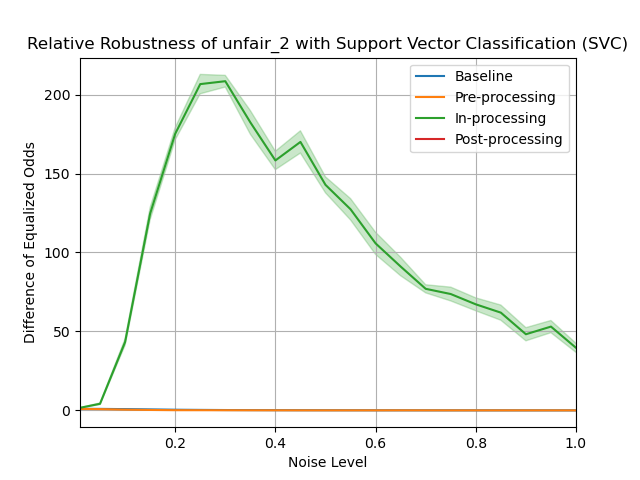 Relative Robustness of unfair_2 with Support Vector Classification (SVC)
Baseline
Pre-processing
In-processing
Post-processing
Difference of Equalized Odds
200
150
100
50
0
0.2 0.4 0.6 0.8 1.0
Noise Level